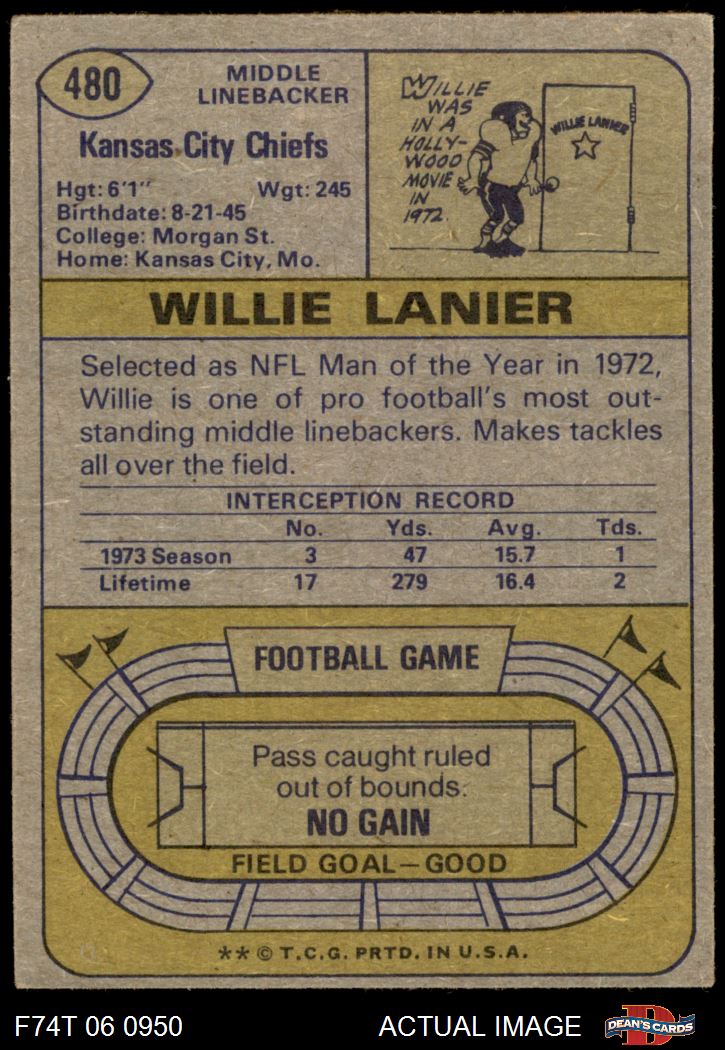 480
MIDDLE
LINEBACKER
Kansas City Chiefs
Hgt: 6'1" Wgt: 245
Birthdate: 8-21-45
College: Morgan St.
Home: Kansas City, Mo.
WILLIE
WAS
IN A
HOLLY-
WOOD
MOVIE
IN
1972.
WILLIE LANIER
WILLIE LANIER
Selected as NFL Man of the Year in 1972,
Willie is one of pro football's most out-
standing middle linebackers. Makes tackles
all over the field.
INTERCEPTION RECORD
No. Yds. Avg. Tds.
1973 Season 3 47 15.7 1
Lifetime 17 279 16.4 2
FOOTBALL GAME
Pass caught ruled
out of bounds:
NO GAIN
FIELD GOAL—GOOD
** © T.C.G. PRTD. IN U.S.A.
F74T 06 0950 ACTUAL IMAGE
D
DEAN'S CARDS